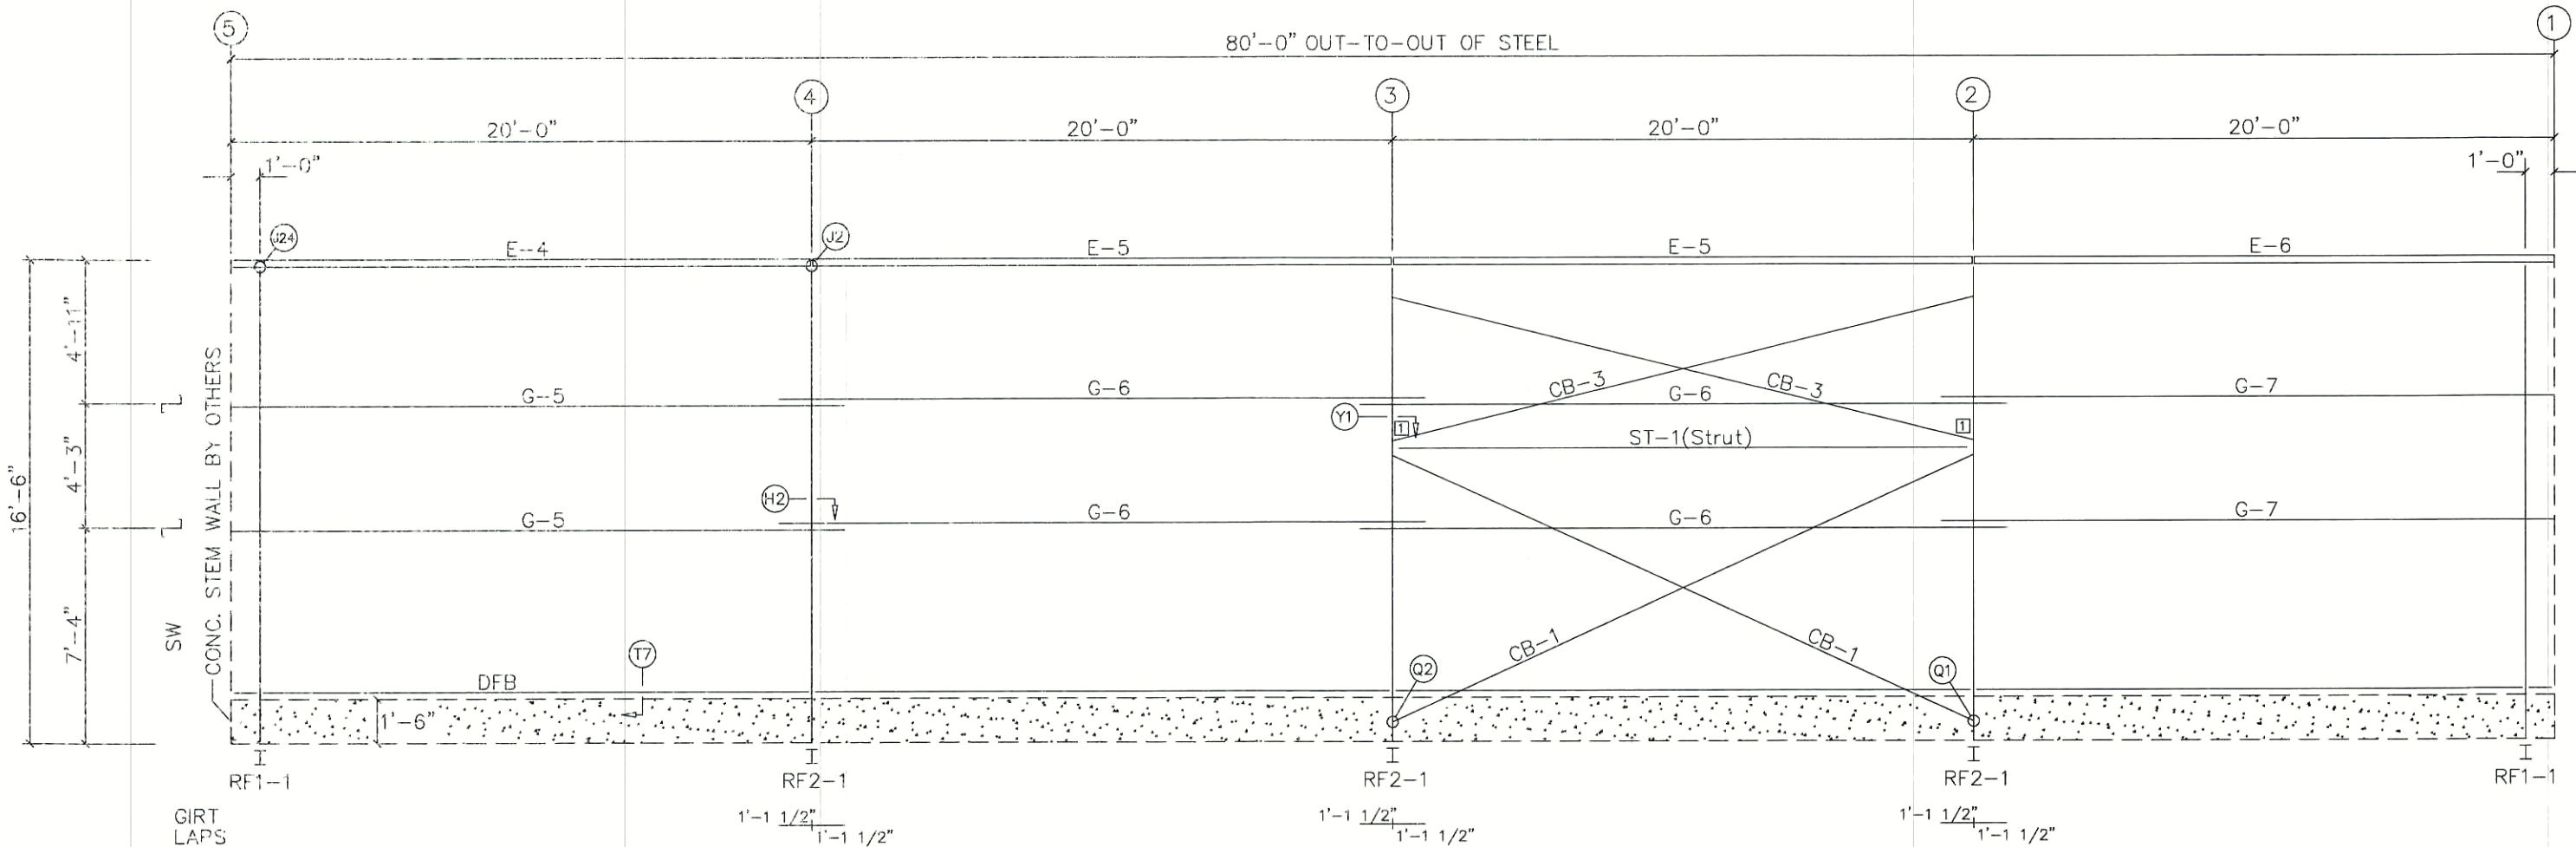 5
1
80'-0" OUT-TO-OUT OF STEEL
4
3
2
20'-0"
20'-0"
20'-0"
20'-0"
1'-0"
1'-0"
J24
J2
E-4
E-5
E-5
E-6
16'-6"
4'-11"
4'-3"
7'-4"
SW
CONC. STEM WALL BY OTHERS
G-5
G-6
CB-3
CB-3
G-6
G-7
Y1
1
1
ST-1(Strut)
H2
G-5
G-6
G-6
G-7
T7
CB-1
CB-1
Q2
Q1
DFB
1'-6"
RF1-1
RF2-1
RF2-1
RF2-1
RF1-1
GIRT
LAPS
1'-1 1/2"
1'-1 1/2"
1'-1 1/2"
1'-1 1/2"
1'-1 1/2"
1'-1 1/2"